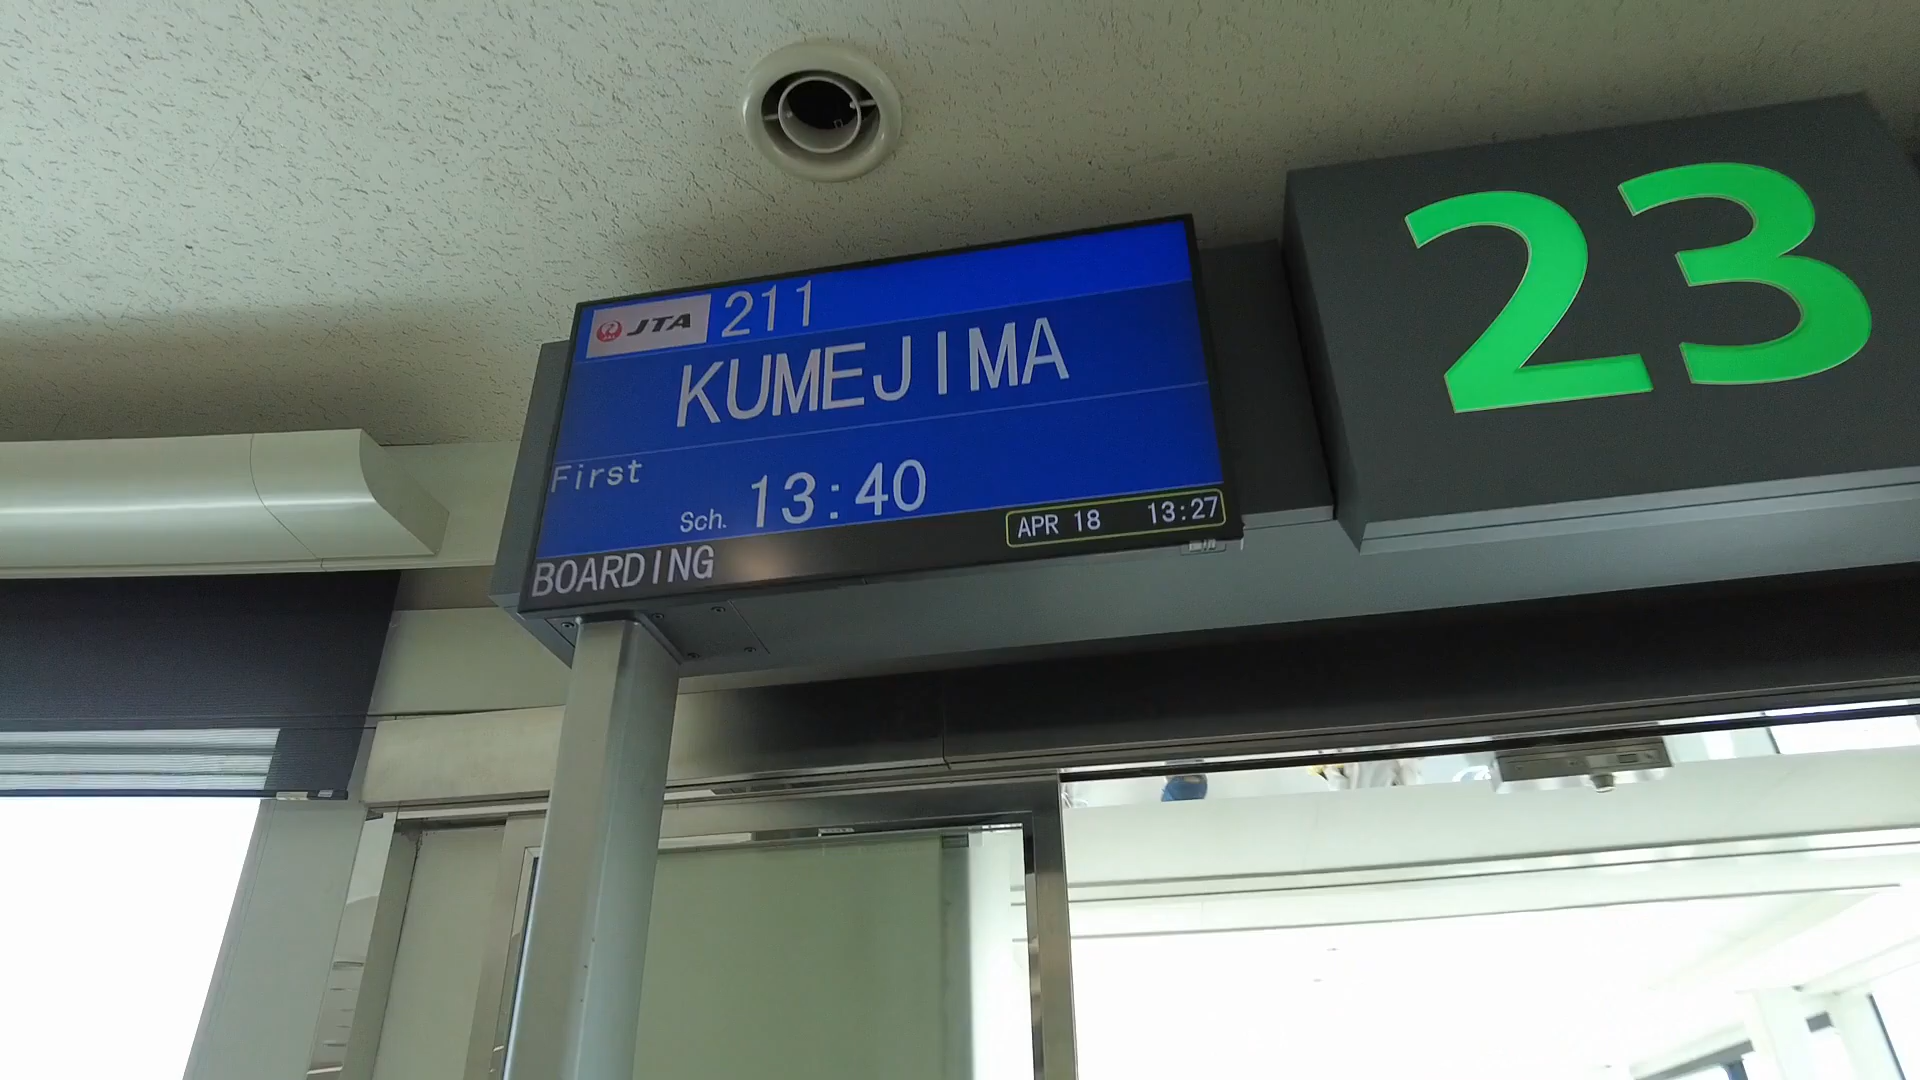 JTA 211
KUMEJIMA
First
Sch. 13:40
APR 18 13:27
BOARDING
23